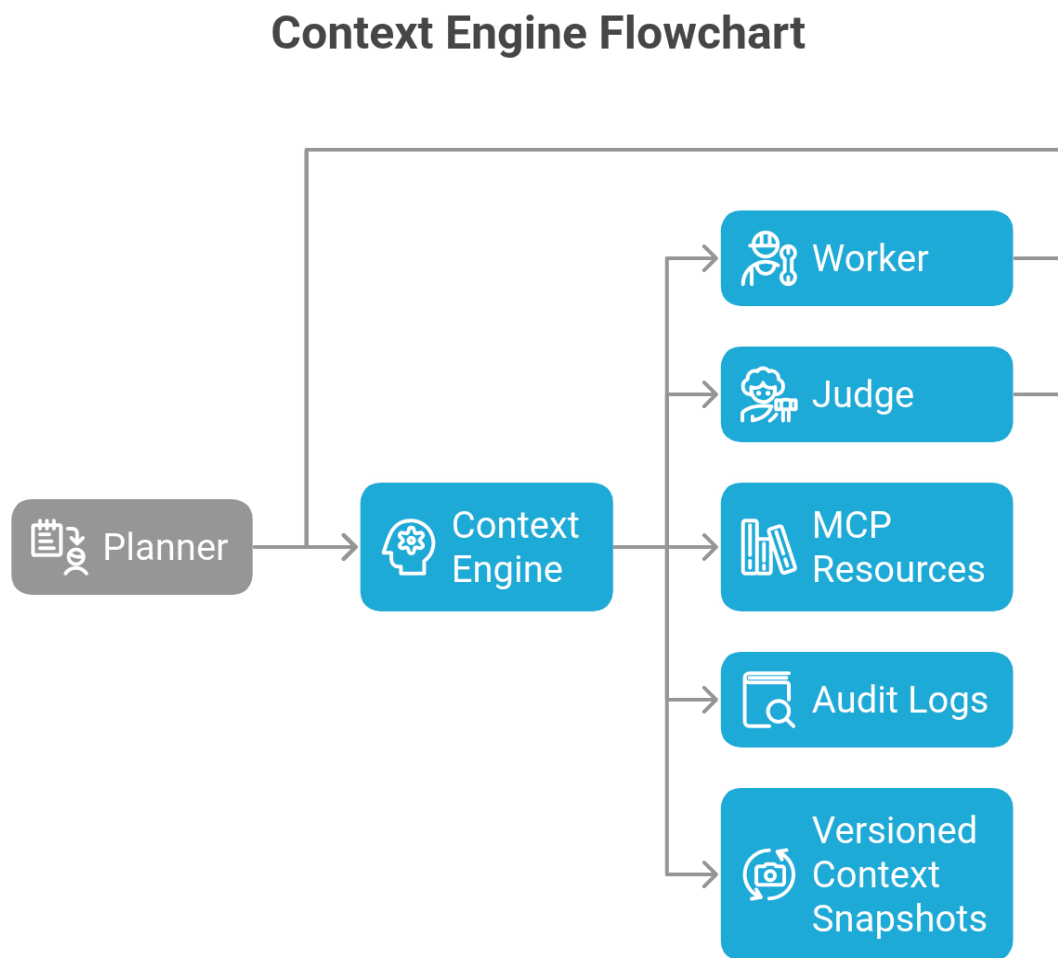 Context Engine Flowchart
Worker
Judge
Planner
Context
Engine
MCP
Resources
Audit Logs
Versioned
Context
Snapshots